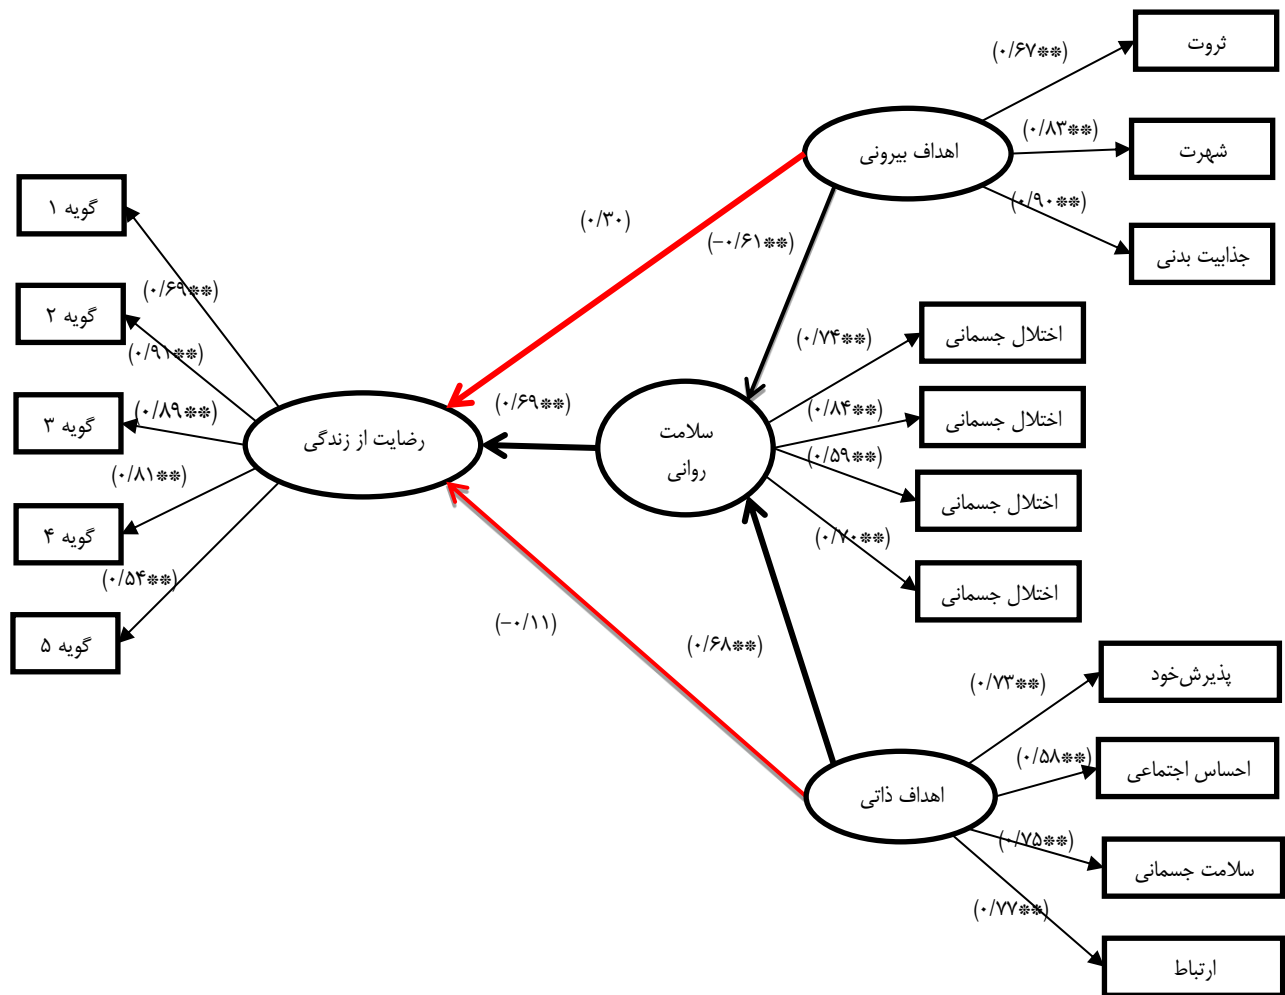 ثروت
(۰/۶۷**)
شهرت
(۰/۸۳**)
اهداف بیرونی
جذابیت بدنی
(۰/۹۰**)
گویه ۱
(۰/۳۰)
(-۰/۶۱**)
(۰/۶۹**)
گویه ۲
(۰/۹۱**)
اختلال جسمانی
(۰/۷۴**)
گویه ۳
(۰/۸۹**)
رضایت از زندگی
(۰/۶۹**)
سلامت
روانی
اختلال جسمانی
(۰/۸۴**)
(۰/۵۹**)
(۰/۸۱**)
اختلال جسمانی
گویه ۴
(۰/۷۰**)
(۰/۵۴**)
اختلال جسمانی
گویه ۵
(-۰/۱۱)
(۰/۶۸**)
پذیرش‌خود
(۰/۷۳**)
احساس اجتماعی
(۰/۵۸**)
اهداف ذاتی
(۰/۷۵**)
سلامت جسمانی
(۰/۷۷**)
ارتباط